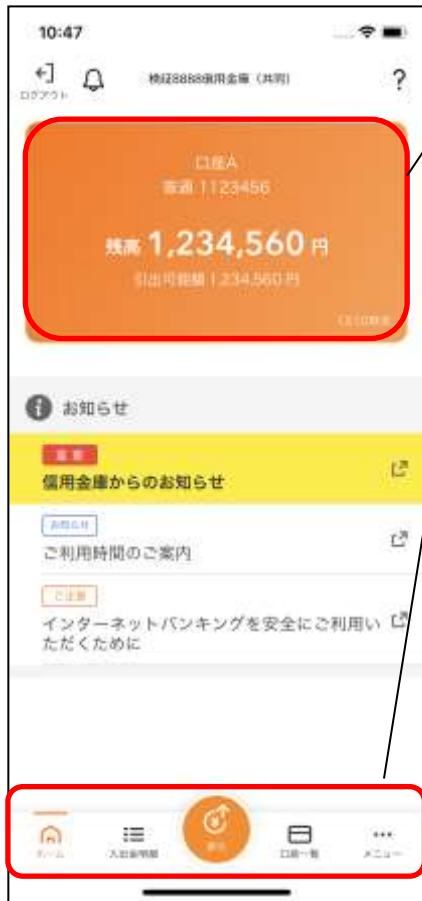 10:47
ログアウト
検証8888信用金庫（共同）
?
口座A
普通 1123456
残高 1,234,560 円
引出可能額 1,234,560 円
お知らせ
重要
信用金庫からのお知らせ
お知らせ
ご利用時間のご案内
ご注意
インターネットバンキングを安全にご利用い
ただくために
ホーム
入出金明細
振込
口座一覧
メニュー